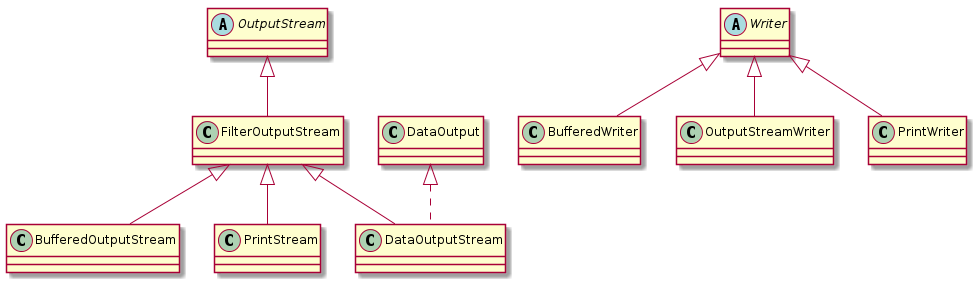 A OutputStream
A Writer
C FilterOutputStream
C DataOutput
C BufferedWriter
C OutputStreamWriter
C PrintWriter
C BufferedOutputStream
C PrintStream
C DataOutputStream